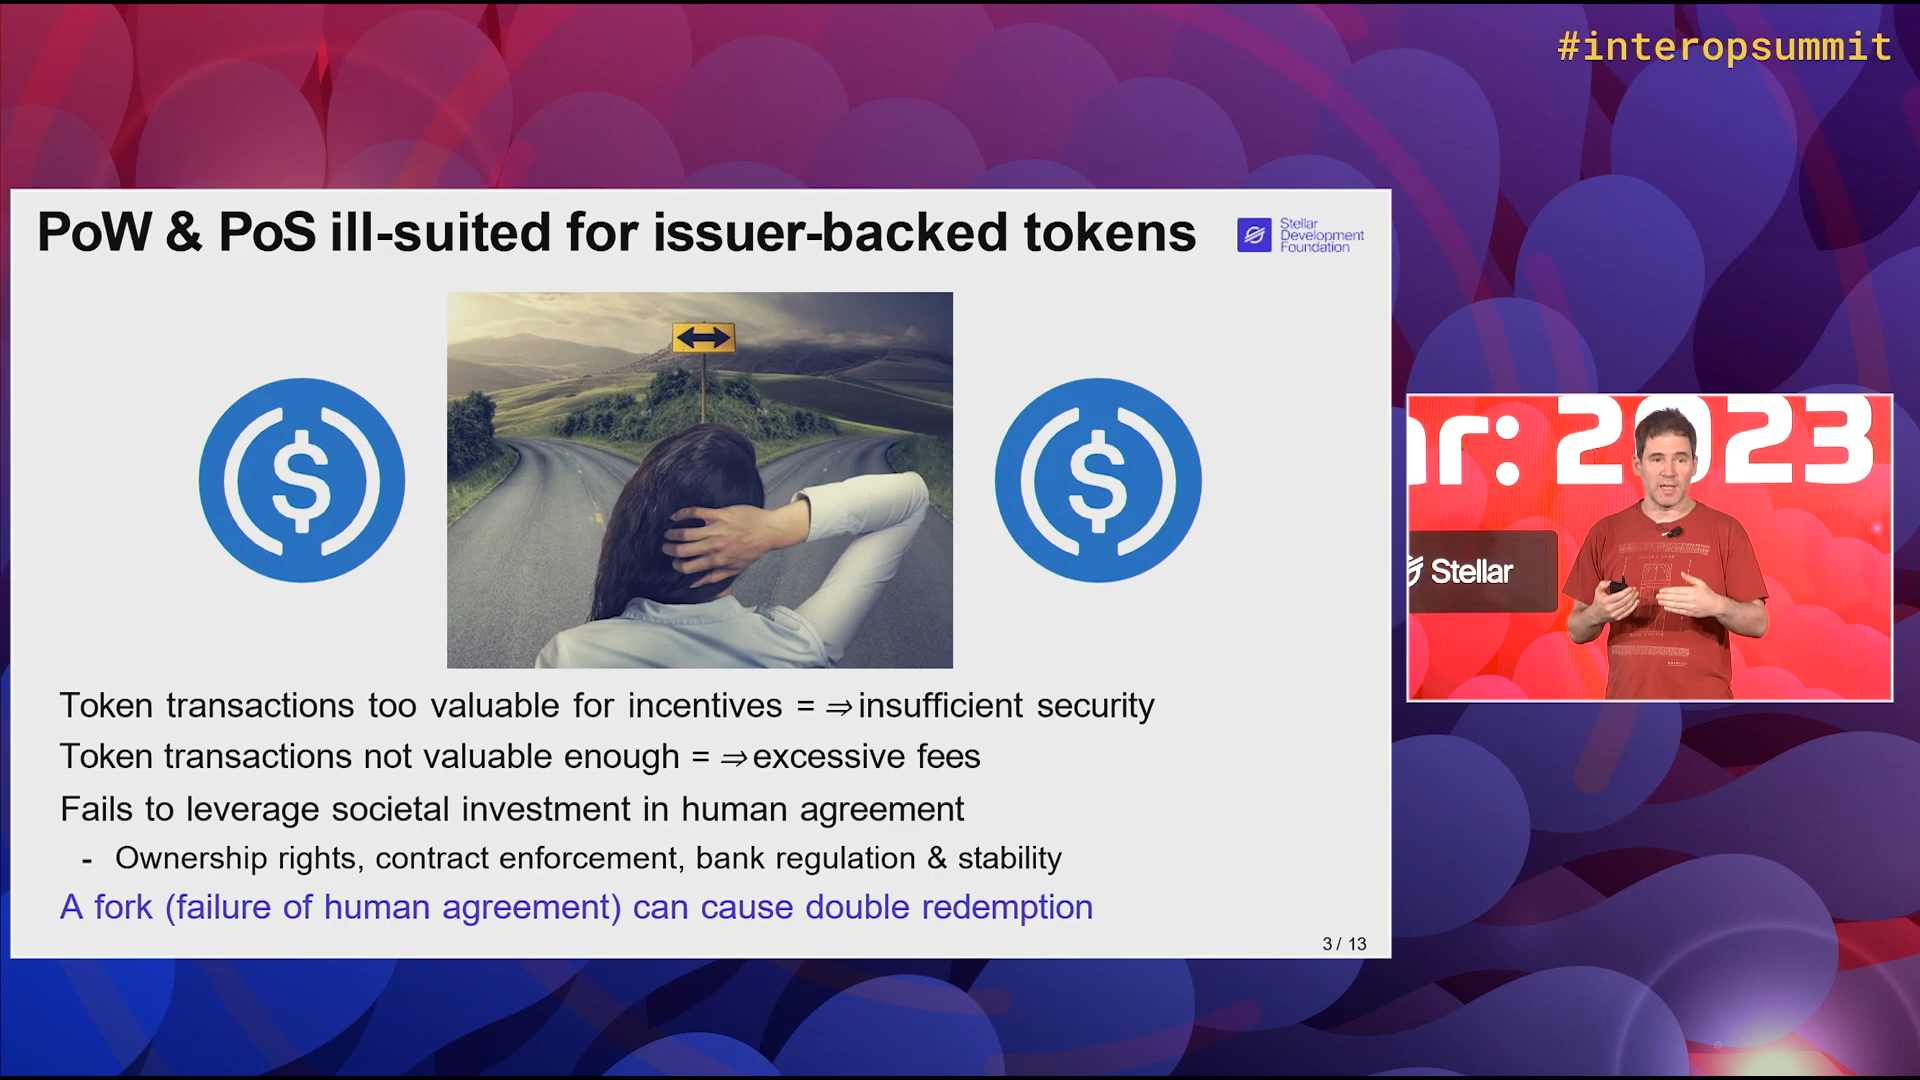 #interopsummit
PoW & PoS ill-suited for issuer-backed tokens
Stellar
Development
Foundation
Token transactions too valuable for incentives = ⇒ insufficient security
Token transactions not valuable enough = ⇒ excessive fees
Fails to leverage societal investment in human agreement
- Ownership rights, contract enforcement, bank regulation & stability
A fork (failure of human agreement) can cause double redemption
3 / 13
ar: 2023
Stellar